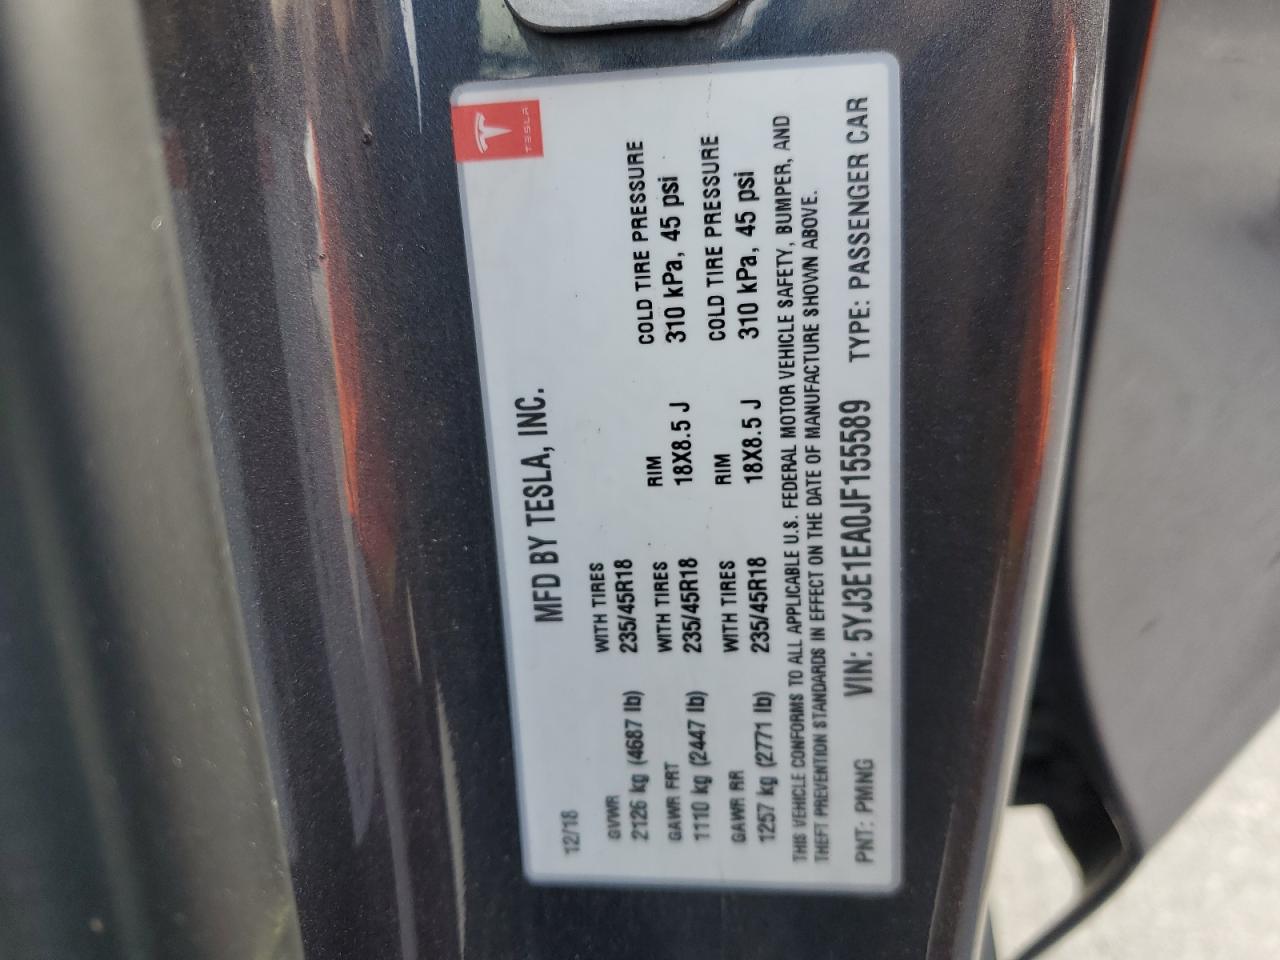 TESLA
MFD BY TESLA, INC.
12/18
GVWR WITH TIRES
2126 kg (4687 lb) 235/45R18
GAWR FRT WITH TIRES RIM COLD TIRE PRESSURE
1110 kg (2447 lb) 235/45R18 18X8.5 J 310 kPa, 45 psi
GAWR RR WITH TIRES RIM COLD TIRE PRESSURE
1257 kg (2771 lb) 235/45R18 18X8.5 J 310 kPa, 45 psi
THIS VEHICLE CONFORMS TO ALL APPLICABLE U.S. FEDERAL MOTOR VEHICLE SAFETY, BUMPER, AND
THEFT PREVENTION STANDARDS IN EFFECT ON THE DATE OF MANUFACTURE SHOWN ABOVE.
PNT: PMNG VIN: 5YJ3E1EA0JF155589 TYPE: PASSENGER CAR